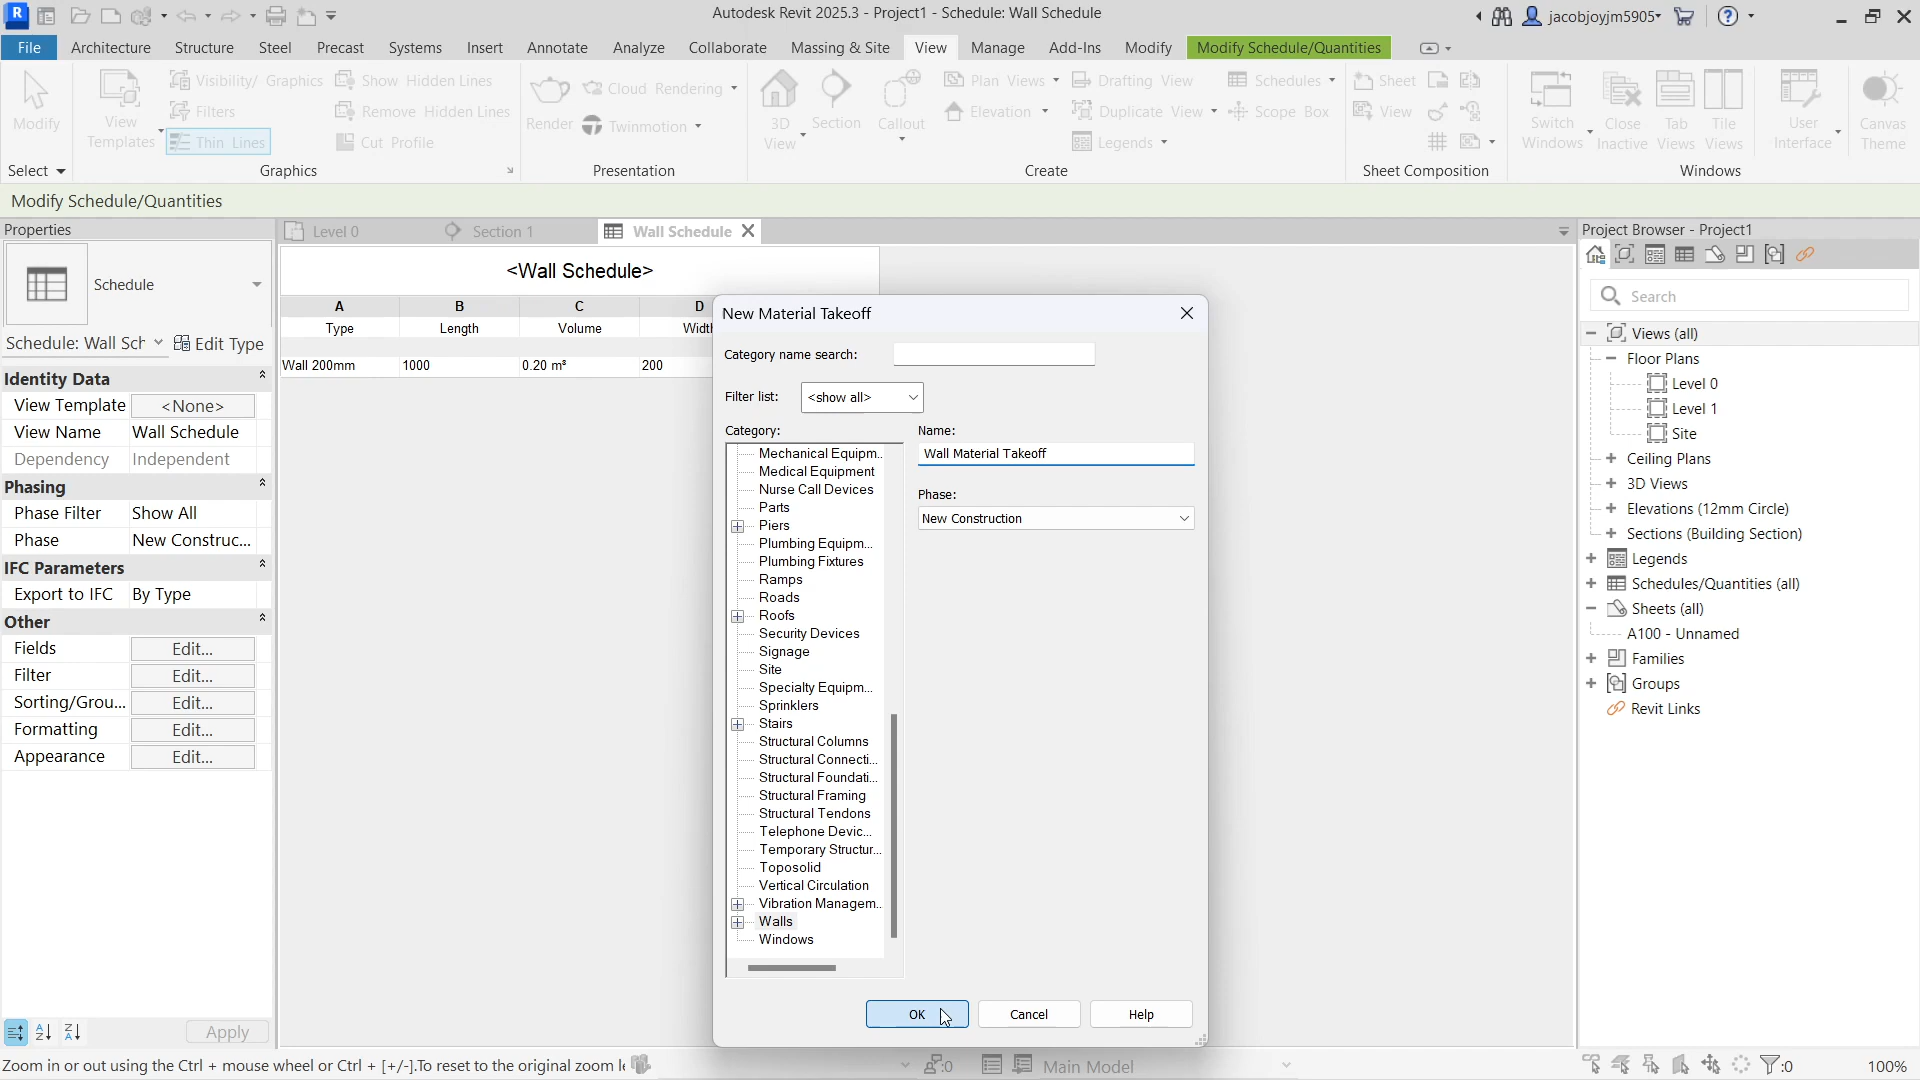 Autodesk Revit 2025.3 - Project1 - Schedule: Wall Schedule
jacobjoyjm5905
File Architecture Structure Steel Precast Systems Insert Annotate Analyze Collaborate Massing & Site View Manage Add-Ins Modify Modify Schedule/Quantities
Modify
View Templates
Visibility/ Graphics
Filters
Thin Lines
Show Hidden Lines
Remove Hidden Lines
Cut Profile
Render
Cloud Rendering
Twinmotion
3D View
Section
Callout
Plan Views
Elevation
Drafting View
Duplicate View
Legends
Schedules
Scope Box
Sheet
View
Switch Windows
Close Inactive
Tab Views
Tile Views
User Interface
Canvas Theme
Select
Graphics
Presentation
Create
Sheet Composition
Windows
Modify Schedule/Quantities
Properties
Schedule
Schedule: Wall Sch
Edit Type
Identity Data
View Template <None>
View Name Wall Schedule
Dependency Independent
Phasing
Phase Filter Show All
Phase New Construc...
IFC Parameters
Export to IFC By Type
Other
Fields Edit...
Filter Edit...
Sorting/Grou... Edit...
Formatting Edit...
Appearance Edit...
Apply
Level 0
Section 1
Wall Schedule
<Wall Schedule>
A B C D
Type Length Volume Width
Wall 200mm 1000 0.20 m³ 200
New Material Takeoff
Category name search:
Filter list: <show all>
Category:
Mechanical Equipm..
Medical Equipment
Nurse Call Devices
Parts
Piers
Plumbing Equipm...
Plumbing Fixtures
Ramps
Roads
Roofs
Security Devices
Signage
Site
Specialty Equipm...
Sprinklers
Stairs
Structural Columns
Structural Connecti...
Structural Foundati...
Structural Framing
Structural Tendons
Telephone Devic...
Temporary Structur...
Toposolid
Vertical Circulation
Vibration Managem..
Walls
Windows
Name:
Wall Material Takeoff
Phase:
New Construction
OK
Cancel
Help
Project Browser - Project1
Search
Views (all)
Floor Plans
Level 0
Level 1
Site
Ceiling Plans
3D Views
Elevations (12mm Circle)
Sections (Building Section)
Legends
Schedules/Quantities (all)
Sheets (all)
A100 - Unnamed
Families
Groups
Revit Links
Zoom in or out using the Ctrl + mouse wheel or Ctrl + [+/-].To reset to the original zoom le
:0
Main Model
:0
100%